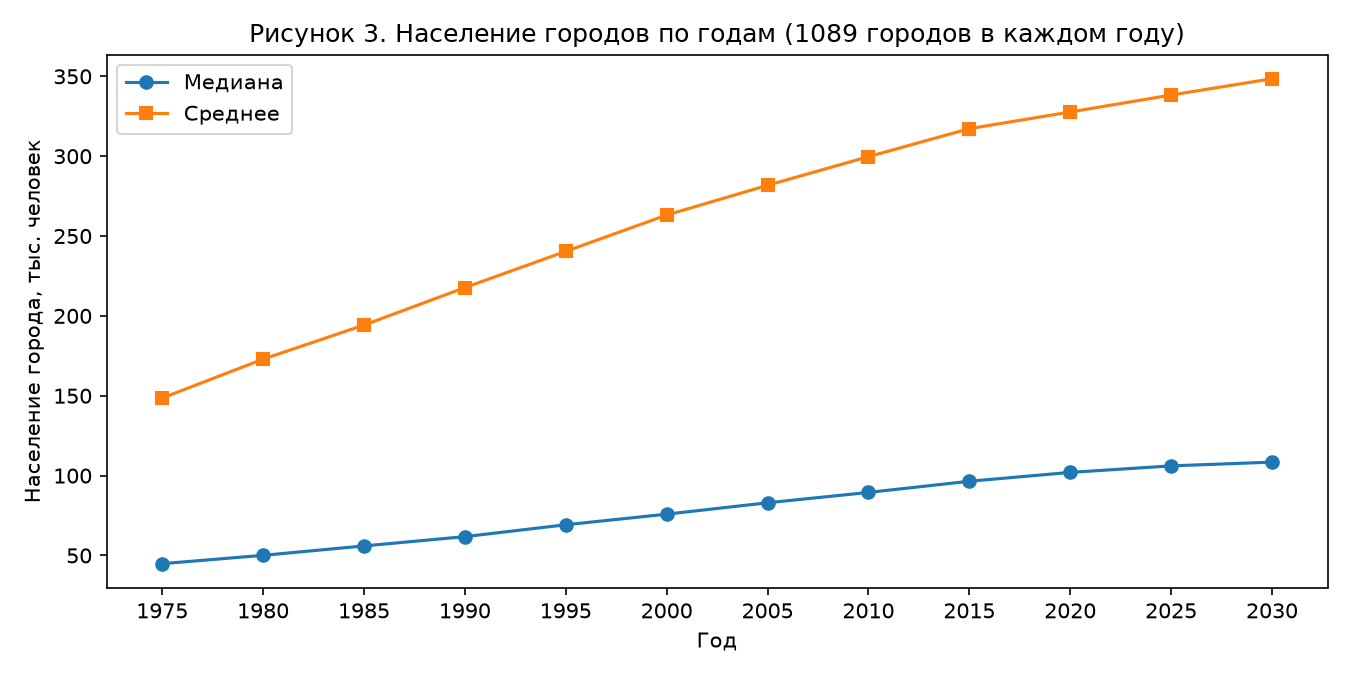 Рисунок 3. Население городов по годам (1089 городов в каждом году)
Медиана
Среднее
Население города, тыс. человек
350
300
250
200
150
100
50
1975 1980 1985 1990 1995 2000 2005 2010 2015 2020 2025 2030
Год